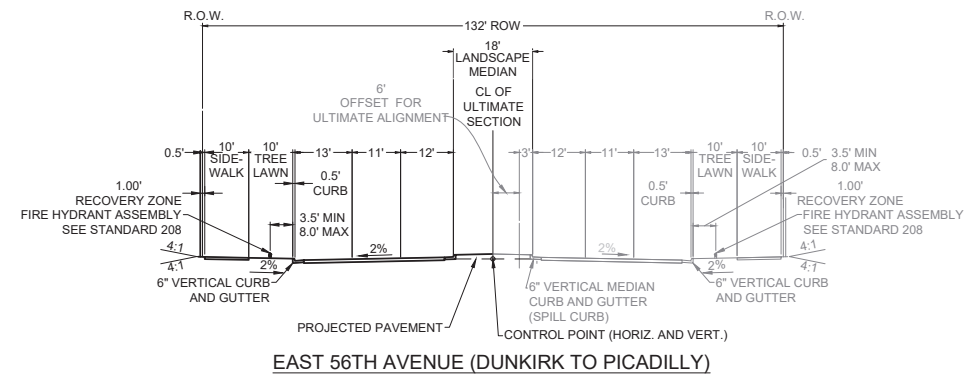 R.O.W.
R.O.W.
132' ROW
18'
LANDSCAPE
MEDIAN
6'
OFFSET FOR
ULTIMATE ALIGNMENT
CL OF
ULTIMATE
SECTION
0.5'
10'
SIDE-
WALK
10'
TREE
LAWN
13'
11'
12'
3'
12'
11'
13'
10'
TREE
LAWN
10'
SIDE-
WALK
0.5'
0.5'
CURB
0.5'
CURB
3.5' MIN
8.0' MAX
3.5' MIN
8.0' MAX
1.00'
RECOVERY ZONE
FIRE HYDRANT ASSEMBLY
SEE STANDARD 208
1.00'
RECOVERY ZONE
FIRE HYDRANT ASSEMBLY
SEE STANDARD 208
4:1
4:1
2%
2%
2%
2%
4:1
4:1
6" VERTICAL CURB
AND GUTTER
6" VERTICAL MEDIAN
CURB AND GUTTER
(SPILL CURB)
6" VERTICAL CURB
AND GUTTER
PROJECTED PAVEMENT
CONTROL POINT (HORIZ. AND VERT.)
EAST 56TH AVENUE (DUNKIRK TO PICADILLY)